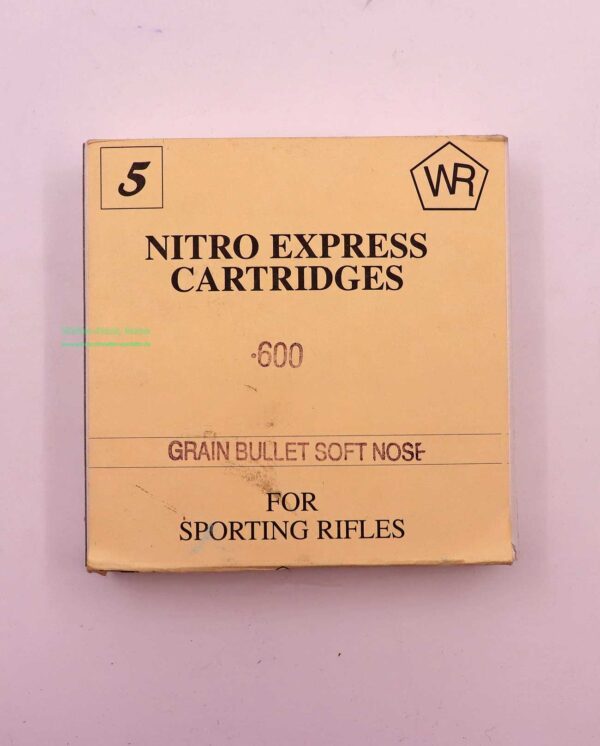 5
WR
NITRO EXPRESS
CARTRIDGES
.600
GRAIN BULLET SOFT NOSE
FOR
SPORTING RIFLES